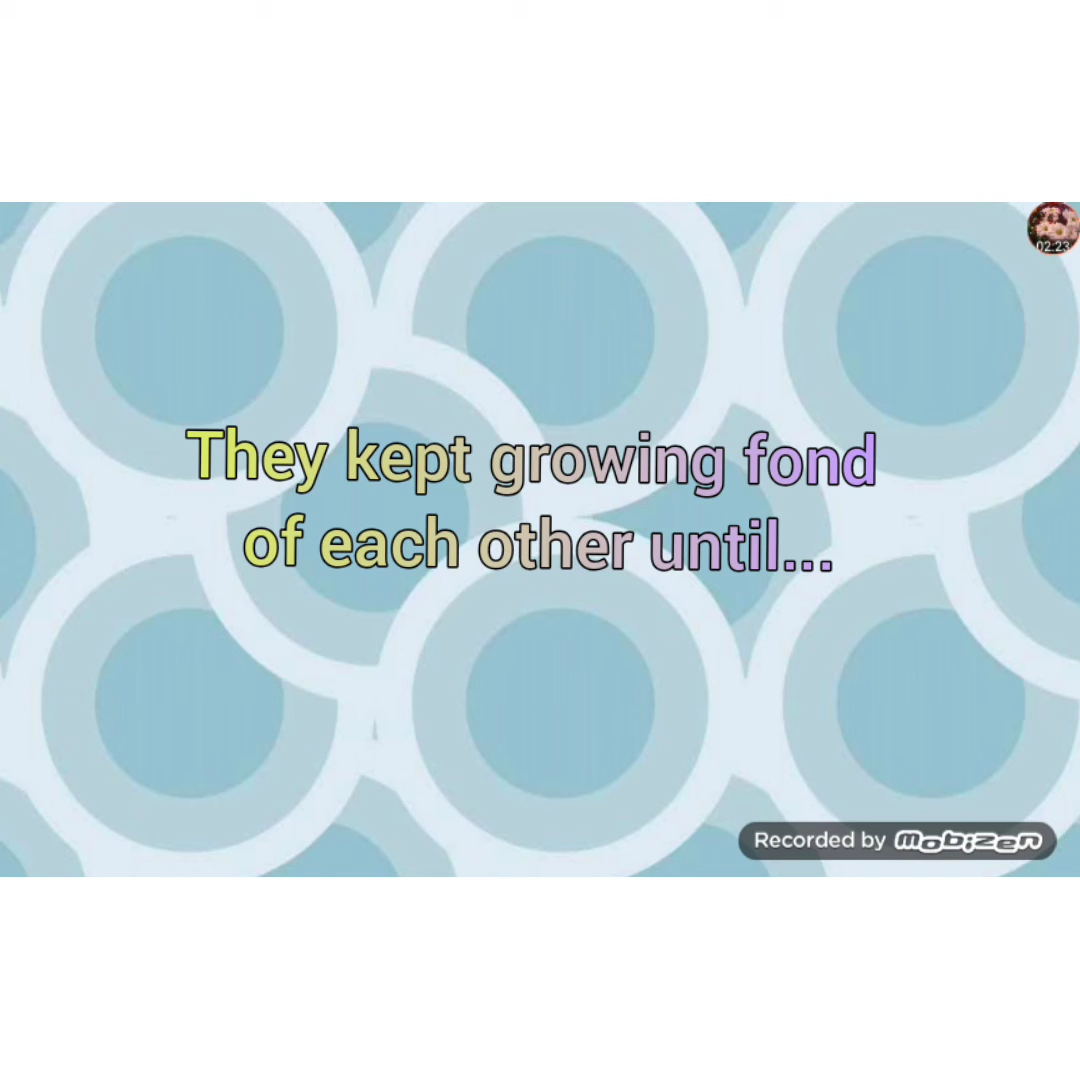 02:23
They kept growing fond
of each other until...
Recorded by mobizen